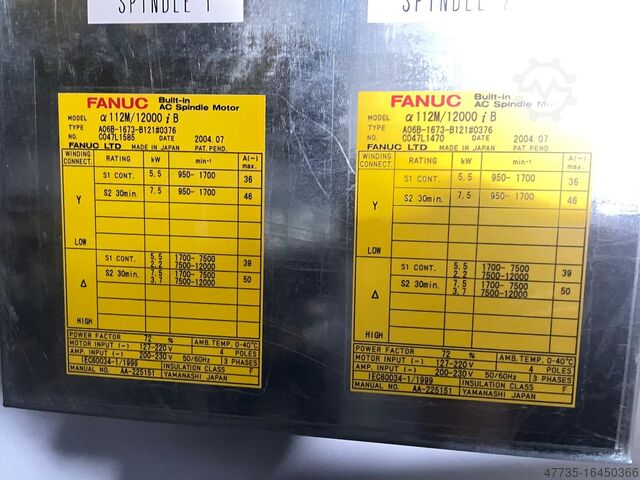 SPINDLE 1
FANUC Built-in AC Spindle Motor
MODEL α112M/12000 iB
TYPE A06B-1673-B121#0376
NO. C047L1585 DATE 2004.07
FANUC LTD MADE IN JAPAN PAT.PEND.
WINDING CONNECT. RATING kW min⁻¹ A(~) max.
Y LOW
S1 CONT. 5.5 950-1700 36
S2 30min. 7.5 950-1700 46
Δ HIGH
S1 CONT. 5.5 1700-7500 39
2.2 7500-12000
S2 30min. 7.5 1700-7500 50
3.7 7500-12000
POWER FACTOR 72 % AMB.TEMP. 0-40°C
MOTOR INPUT (~) 127-220V 4 POLES
AMP. INPUT (~) 200-230V 50/60Hz 3 PHASES
IEC60034-1/1999 INSULATION CLASS F
MANUAL NO. AA-225151 YAMANASHI JAPAN
SPINDLE
FANUC Built-in AC Spindle Motor
MODEL α112M/12000 iB
TYPE A06B-1673-B121#0376
NO. C047L1470 DATE 2004.07
FANUC LTD MADE IN JAPAN PAT.PEND.
WINDING CONNECT. RATING kW min⁻¹ A(~) max.
Y LOW
S1 CONT. 5.5 950-1700 36
S2 30min. 7.5 950-1700 46
Δ HIGH
S1 CONT. 5.5 1700-7500 39
2.2 7500-12000
S2 30min. 7.5 1700-7500 50
3.7 7500-12000
POWER FACTOR 72 % AMB.TEMP. 0-40°C
MOTOR INPUT (~) 127-220V 4 POLES
AMP. INPUT (~) 200-230V 50/60Hz 3 PHASES
IEC60034-1/1999 INSULATION CLASS F
MANUAL NO. AA-225151 YAMANASHI JAPAN
47735-16450366